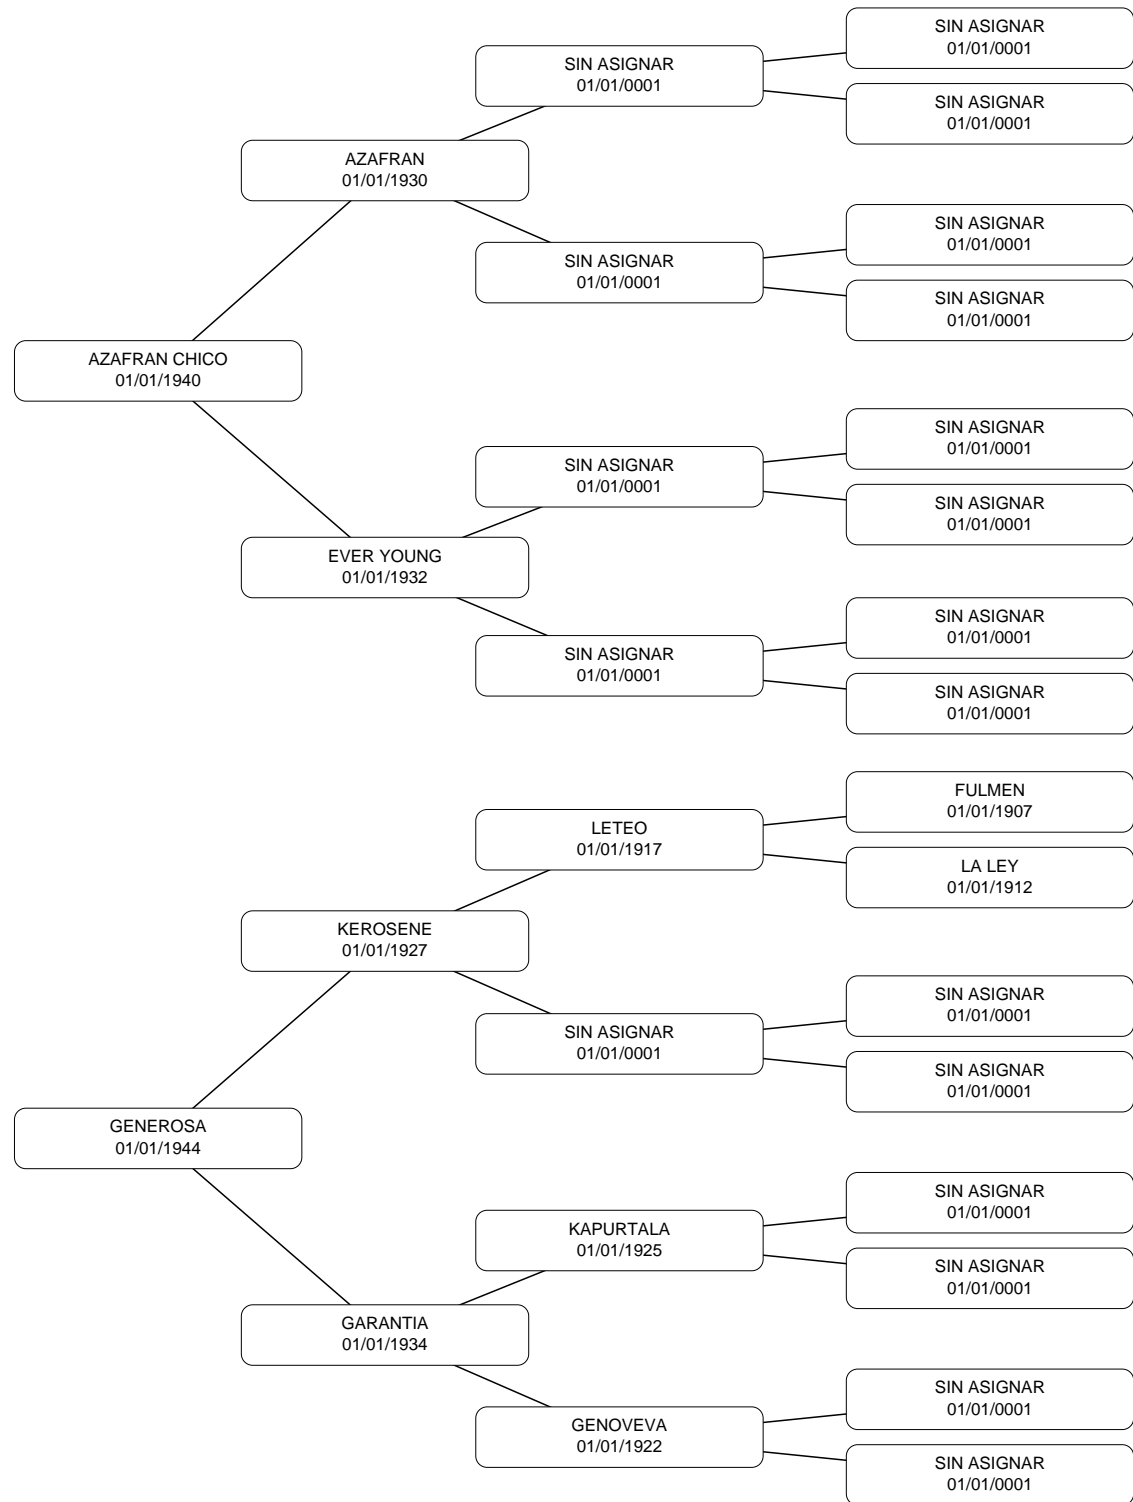 SIN ASIGNAR
01/01/0001
SIN ASIGNAR
01/01/0001
SIN ASIGNAR
01/01/0001
AZAFRAN
01/01/1930
SIN ASIGNAR
01/01/0001
SIN ASIGNAR
01/01/0001
SIN ASIGNAR
01/01/0001
AZAFRAN CHICO
01/01/1940
SIN ASIGNAR
01/01/0001
SIN ASIGNAR
01/01/0001
SIN ASIGNAR
01/01/0001
EVER YOUNG
01/01/1932
SIN ASIGNAR
01/01/0001
SIN ASIGNAR
01/01/0001
SIN ASIGNAR
01/01/0001
FULMEN
01/01/1907
LETEO
01/01/1917
LA LEY
01/01/1912
KEROSENE
01/01/1927
SIN ASIGNAR
01/01/0001
SIN ASIGNAR
01/01/0001
SIN ASIGNAR
01/01/0001
GENEROSA
01/01/1944
SIN ASIGNAR
01/01/0001
KAPURTALA
01/01/1925
SIN ASIGNAR
01/01/0001
GARANTIA
01/01/1934
SIN ASIGNAR
01/01/0001
GENOVEVA
01/01/1922
SIN ASIGNAR
01/01/0001